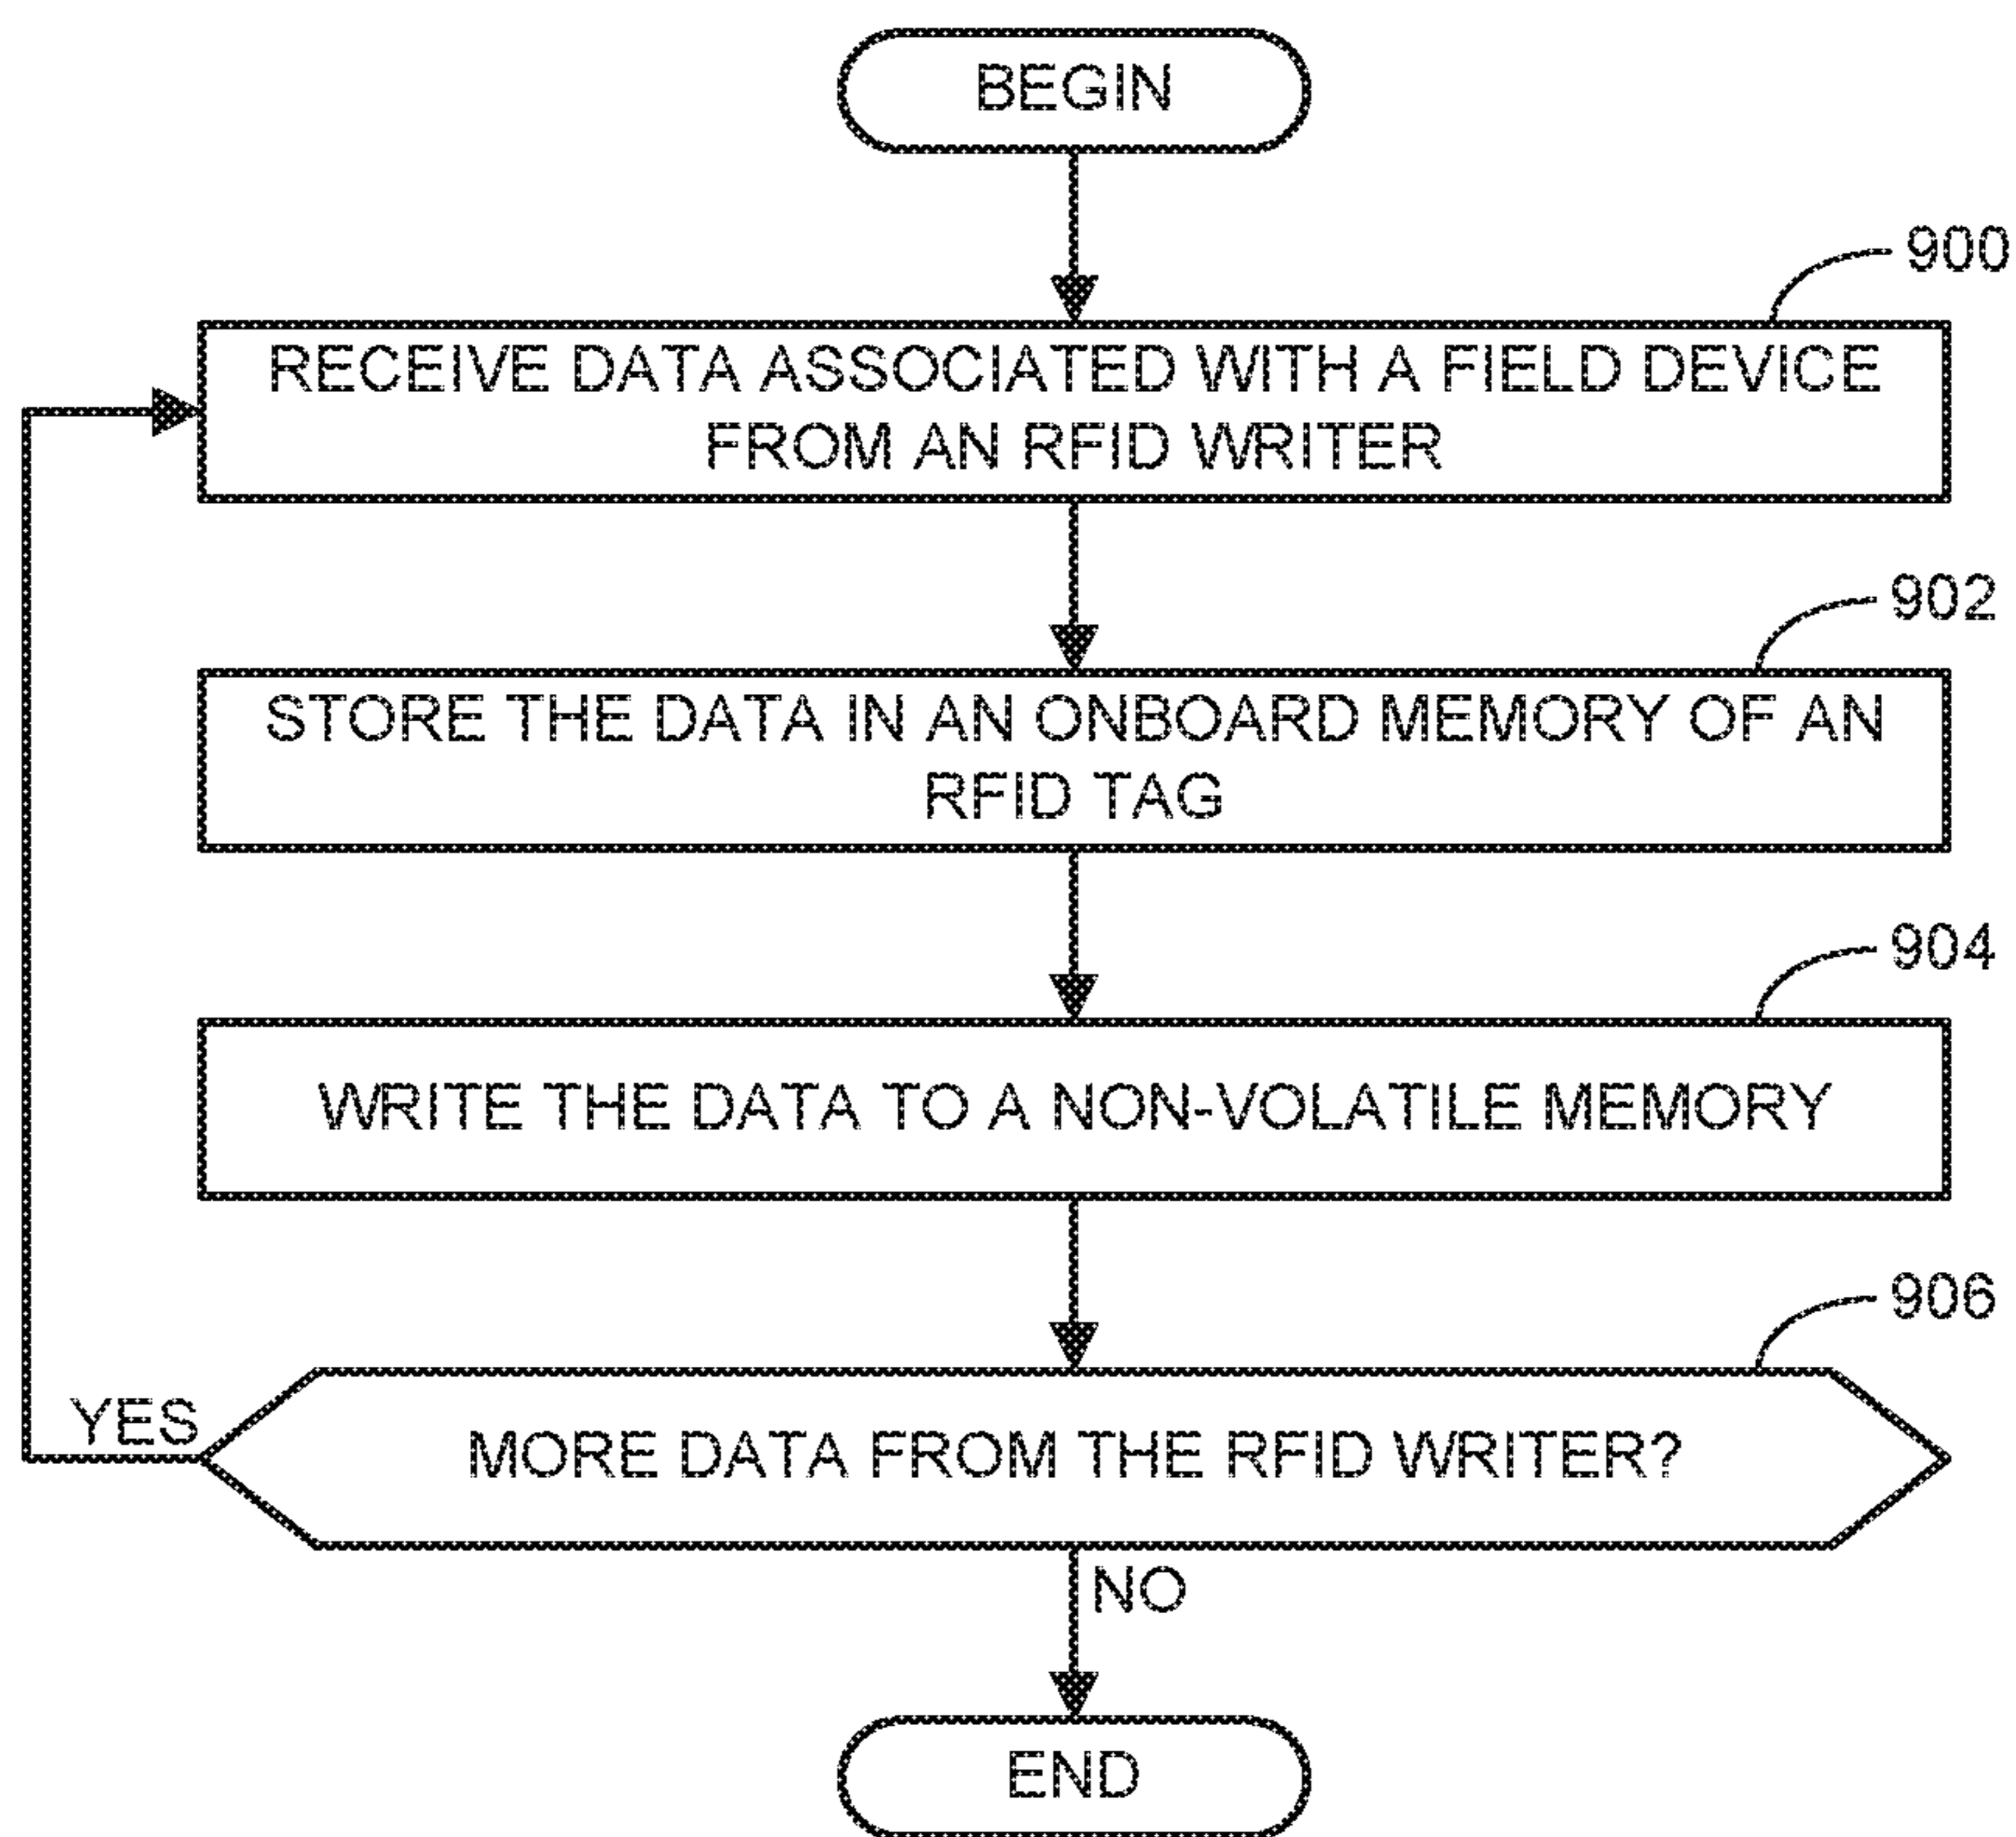 BEGIN
900
RECEIVE DATA ASSOCIATED WITH A FIELD DEVICE
FROM AN RFID WRITER
902
STORE THE DATA IN AN ONBOARD MEMORY OF AN
RFID TAG
904
WRITE THE DATA TO A NON-VOLATILE MEMORY
906
YES
MORE DATA FROM THE RFID WRITER?
NO
END